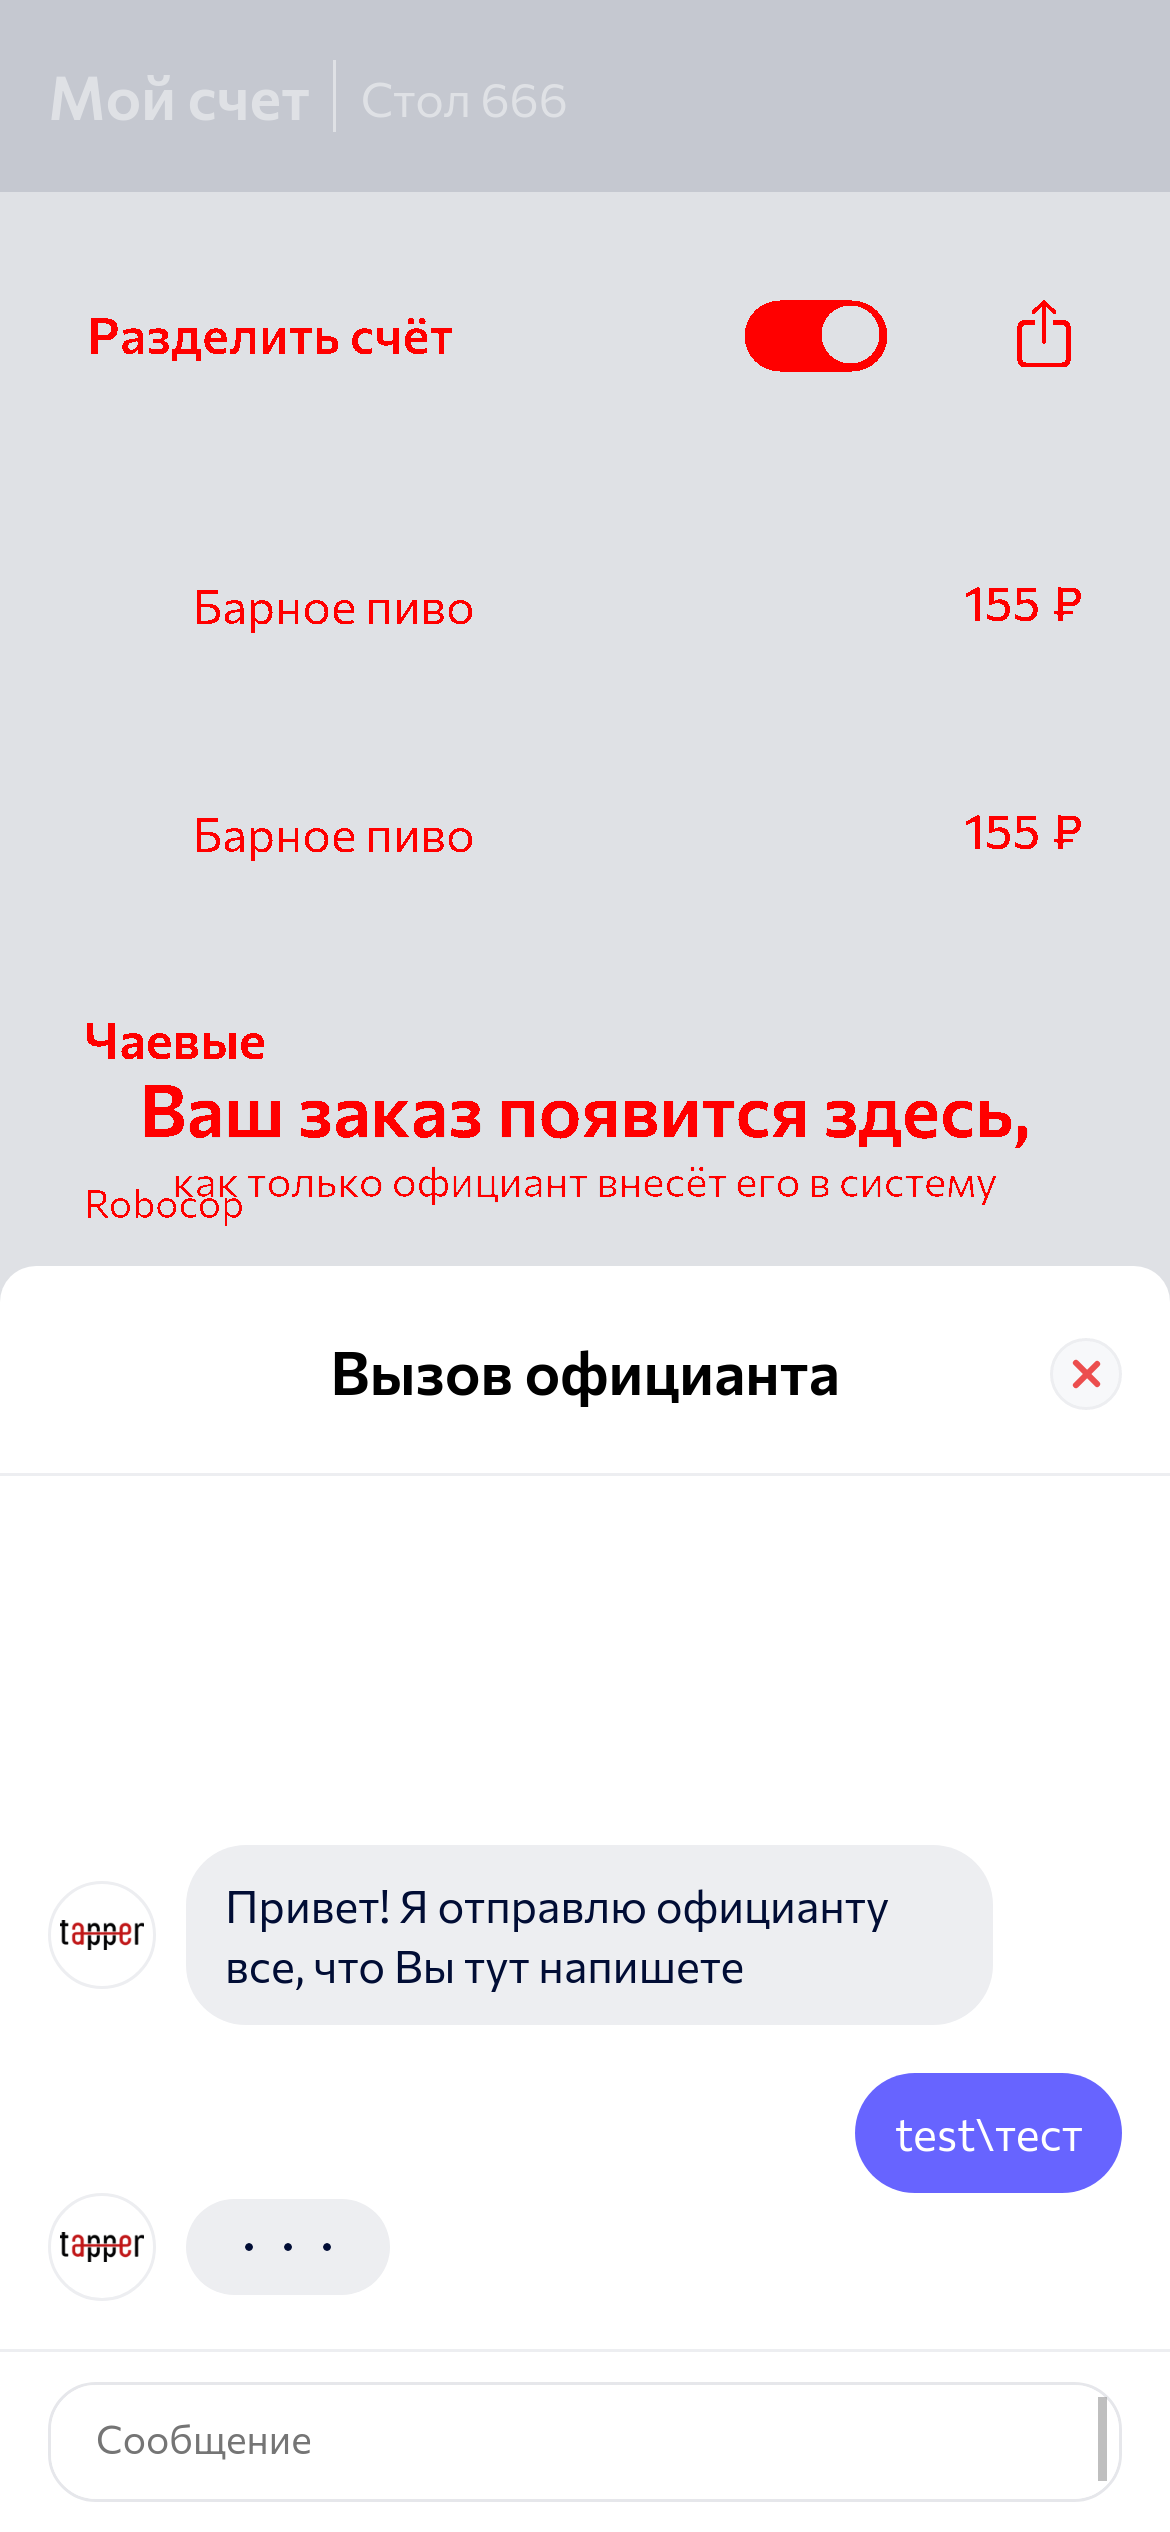 Мой счет
Стол 666
Разделить счёт
Барное пиво
155 ₽
Барное пиво
155 ₽
Чаевые
Ваш заказ появится здесь,
как только официант внесёт его в систему
Robocop
Вызов официанта
tapper
Привет! Я отправлю официанту
все, что Вы тут напишете
test\тест
tapper
Сообщение